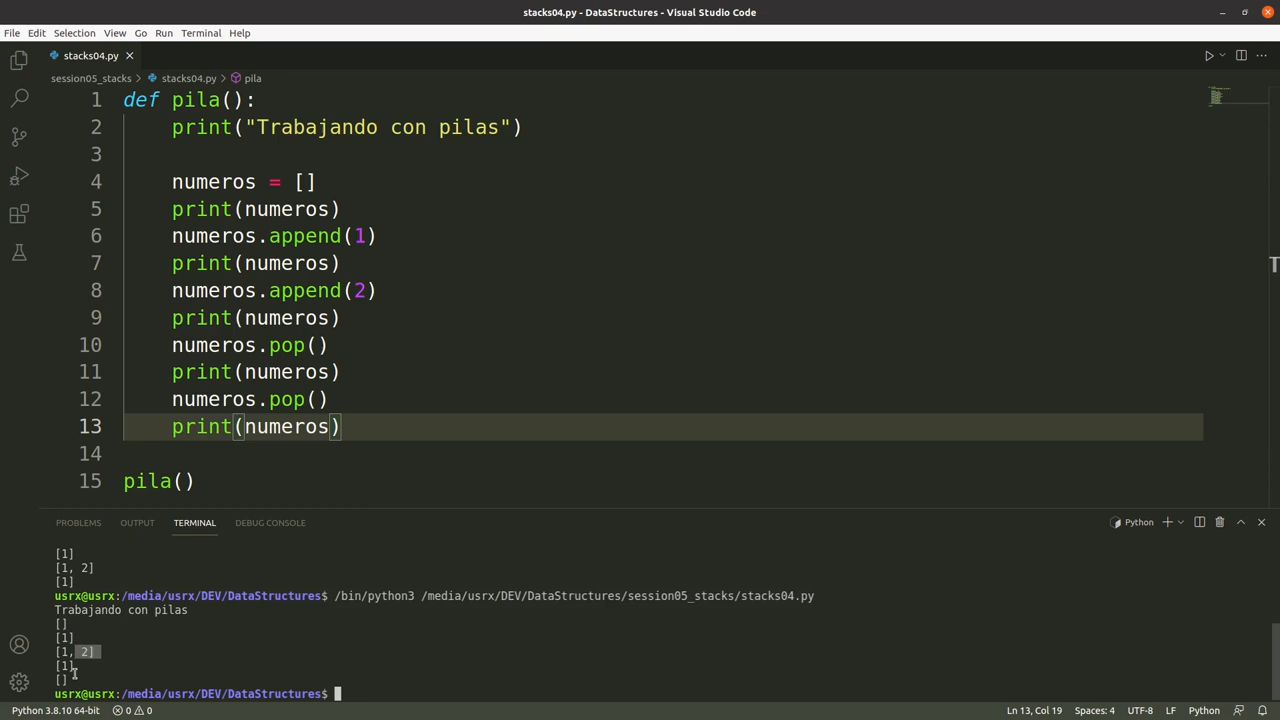 stacks04.py - DataStructures - Visual Studio Code
File Edit Selection View Go Run Terminal Help
stacks04.py
session05_stacks > stacks04.py > pila
1 def pila():
2     print("Trabajando con pilas")
3
4     numeros = []
5     print(numeros)
6     numeros.append(1)
7     print(numeros)
8     numeros.append(2)
9     print(numeros)
10     numeros.pop()
11     print(numeros)
12     numeros.pop()
13     print(numeros)
14
15 pila()
PROBLEMS OUTPUT TERMINAL DEBUG CONSOLE Python
[1]
[1, 2]
[1]
usrx@usrx:/media/usrx/DEV/DataStructures$ /bin/python3 /media/usrx/DEV/DataStructures/session05_stacks/stacks04.py
Trabajando con pilas
[]
[1]
[1, 2]
[1]
[]
usrx@usrx:/media/usrx/DEV/DataStructures$
Python 3.8.10 64-bit 0 0 Ln 13, Col 19 Spaces: 4 UTF-8 LF Python